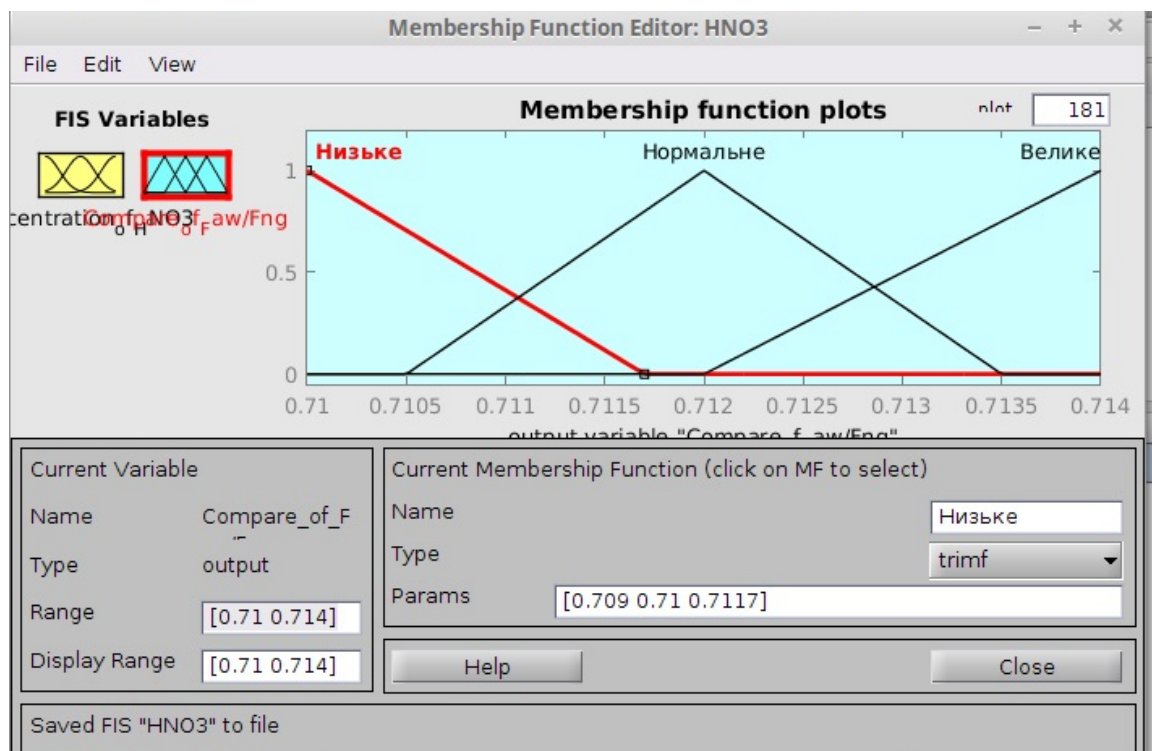 Membership Function Editor: HNO3
File Edit View
FIS Variables
Membership function plots
181
Низьке Нормальне Велике
1
0.5
0
0.71 0.7105 0.711 0.7115 0.712 0.7125 0.713 0.7135 0.714
output variable "Compare_f_aw/Fng"
Current Variable
Name Compare_of_F
Type output
Range [0.71 0.714]
Display Range [0.71 0.714]
Current Membership Function (click on MF to select)
Name Низьке
Type trimf
Params [0.709 0.71 0.7117]
Help Close
Saved FIS "HNO3" to file